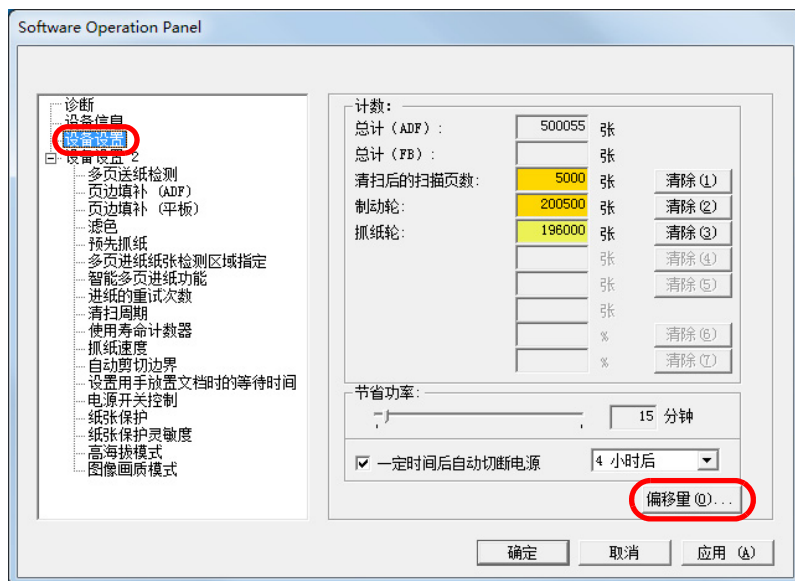 Software Operation Panel
诊断
设备信息
设备设置
设备设置 2
多页送纸检测
页边填补 (ADF)
页边填补 (平板)
滤色
预先抓纸
多页进纸纸张检测区域指定
智能多页进纸功能
进纸的重试次数
清扫周期
使用寿命计数器
抓纸速度
自动剪切边界
设置用手放置文档时的等待时间
电源开关控制
纸张保护
纸张保护灵敏度
高海拔模式
图像画质模式
计数:
总计 (ADF) : 500055 张
总计 (FB) : 张
清扫后的扫描页数: 5000 张 清除(1)
制动轮: 200500 张 清除(2)
抓纸轮: 196000 张 清除(3)
张 清除(4)
张 清除(5)
张
% 清除(6)
% 清除(7)
节省功率:
15 分钟
一定时间后自动切断电源 4 小时后
偏移量(O)...
确定 取消 应用 (A)